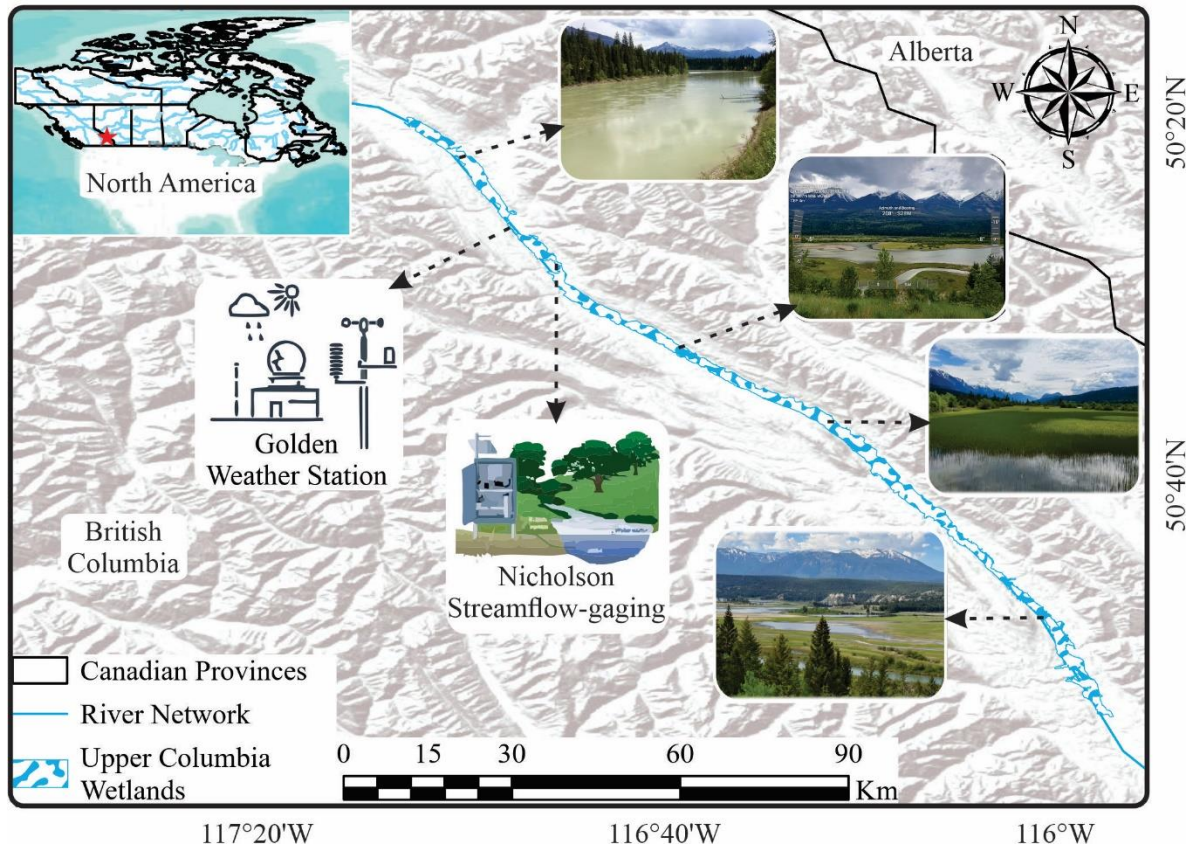 North America
Alberta
N
W
E
S
50°20'N
50°40'N
Golden
Weather Station
Nicholson
Streamflow-gaging
British
Columbia
Canadian Provinces
River Network
Upper Columbia
Wetlands
0
15
30
60
90
Km
117°20'W
116°40'W
116°W